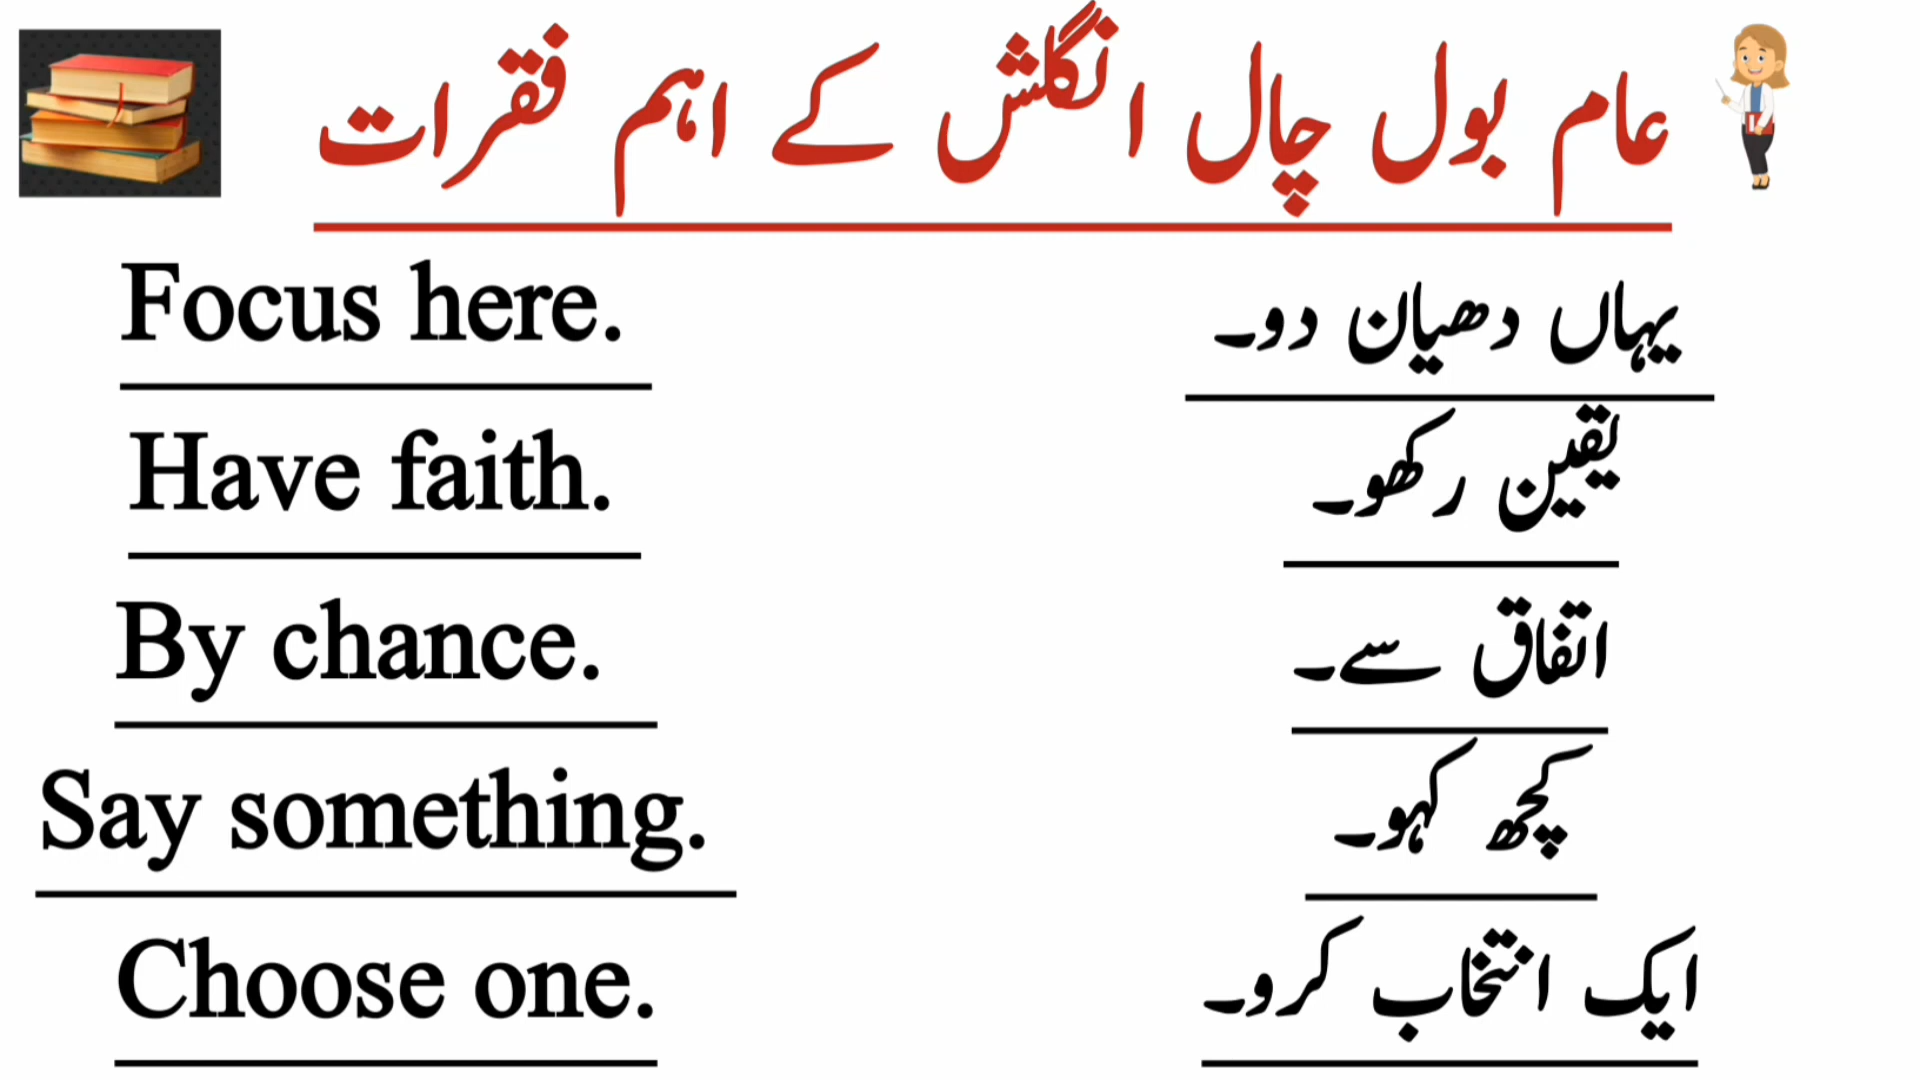 عام بول چال انگلش کے اہم فقرات
Focus here. یہاں دھیان دو۔
Have faith. یقین رکھو۔
By chance. اتفاق سے۔
Say something. کچھ کہو۔
Choose one. ایک انتخاب کرو۔